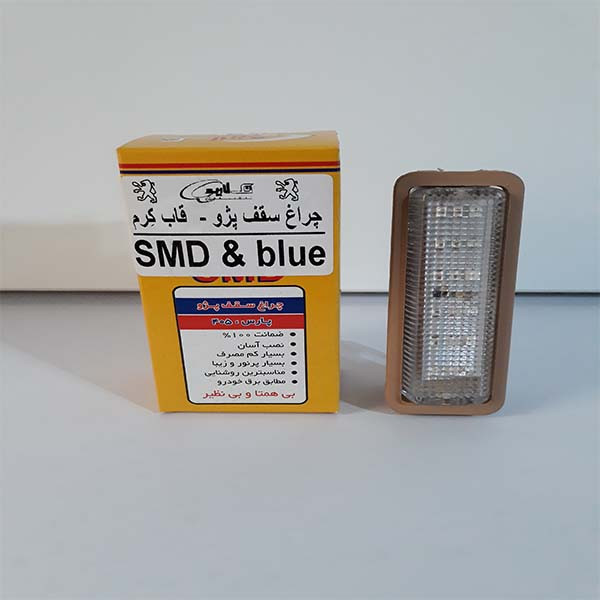 چراغ سقف پژو - قاب کرم
SMD & blue
SMD
چراغ سقف پژو
پارس - ۴۰۵
ضمانت ۱۰۰%
نصب آسان
بسیار کم مصرف
بسیار پرنور و زیبا
مناسبترین روشنایی
مطابق برق خودرو
بی همتا و بی نظیر